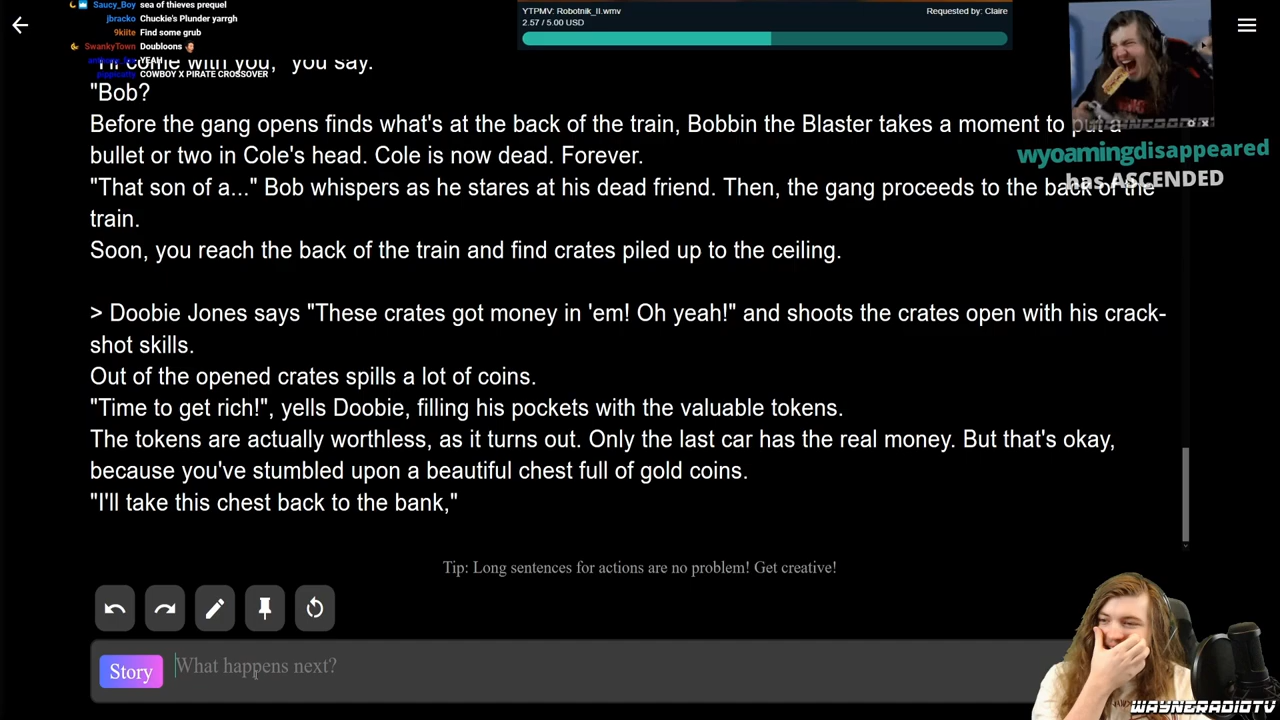 Saucy_Boy sea of thieves prequel
jbracko Chuckie's Plunder yarrgh
9kiite Find some grub
SwankyTown Doubloons
YEAH
pippicatty COWBOY X PIRATE CROSSOVER
YTPMV: Robotnik_II.wmv
Requested by: Claire
2.57 / 5.00 USD
wyoamingdisappeared
has ASCENDED
"I'll come with you," you say.
"Bob?
Before the gang opens finds what's at the back of the train, Bobbin the Blaster takes a moment to put a
bullet or two in Cole's head. Cole is now dead. Forever.
"That son of a..." Bob whispers as he stares at his dead friend. Then, the gang proceeds to the back of the
train.
Soon, you reach the back of the train and find crates piled up to the ceiling.
> Doobie Jones says "These crates got money in 'em! Oh yeah!" and shoots the crates open with his crack-
shot skills.
Out of the opened crates spills a lot of coins.
"Time to get rich!", yells Doobie, filling his pockets with the valuable tokens.
The tokens are actually worthless, as it turns out. Only the last car has the real money. But that's okay,
because you've stumbled upon a beautiful chest full of gold coins.
"I'll take this chest back to the bank,"
Tip: Long sentences for actions are no problem! Get creative!
Story
What happens next?
WAYNERADIOTV